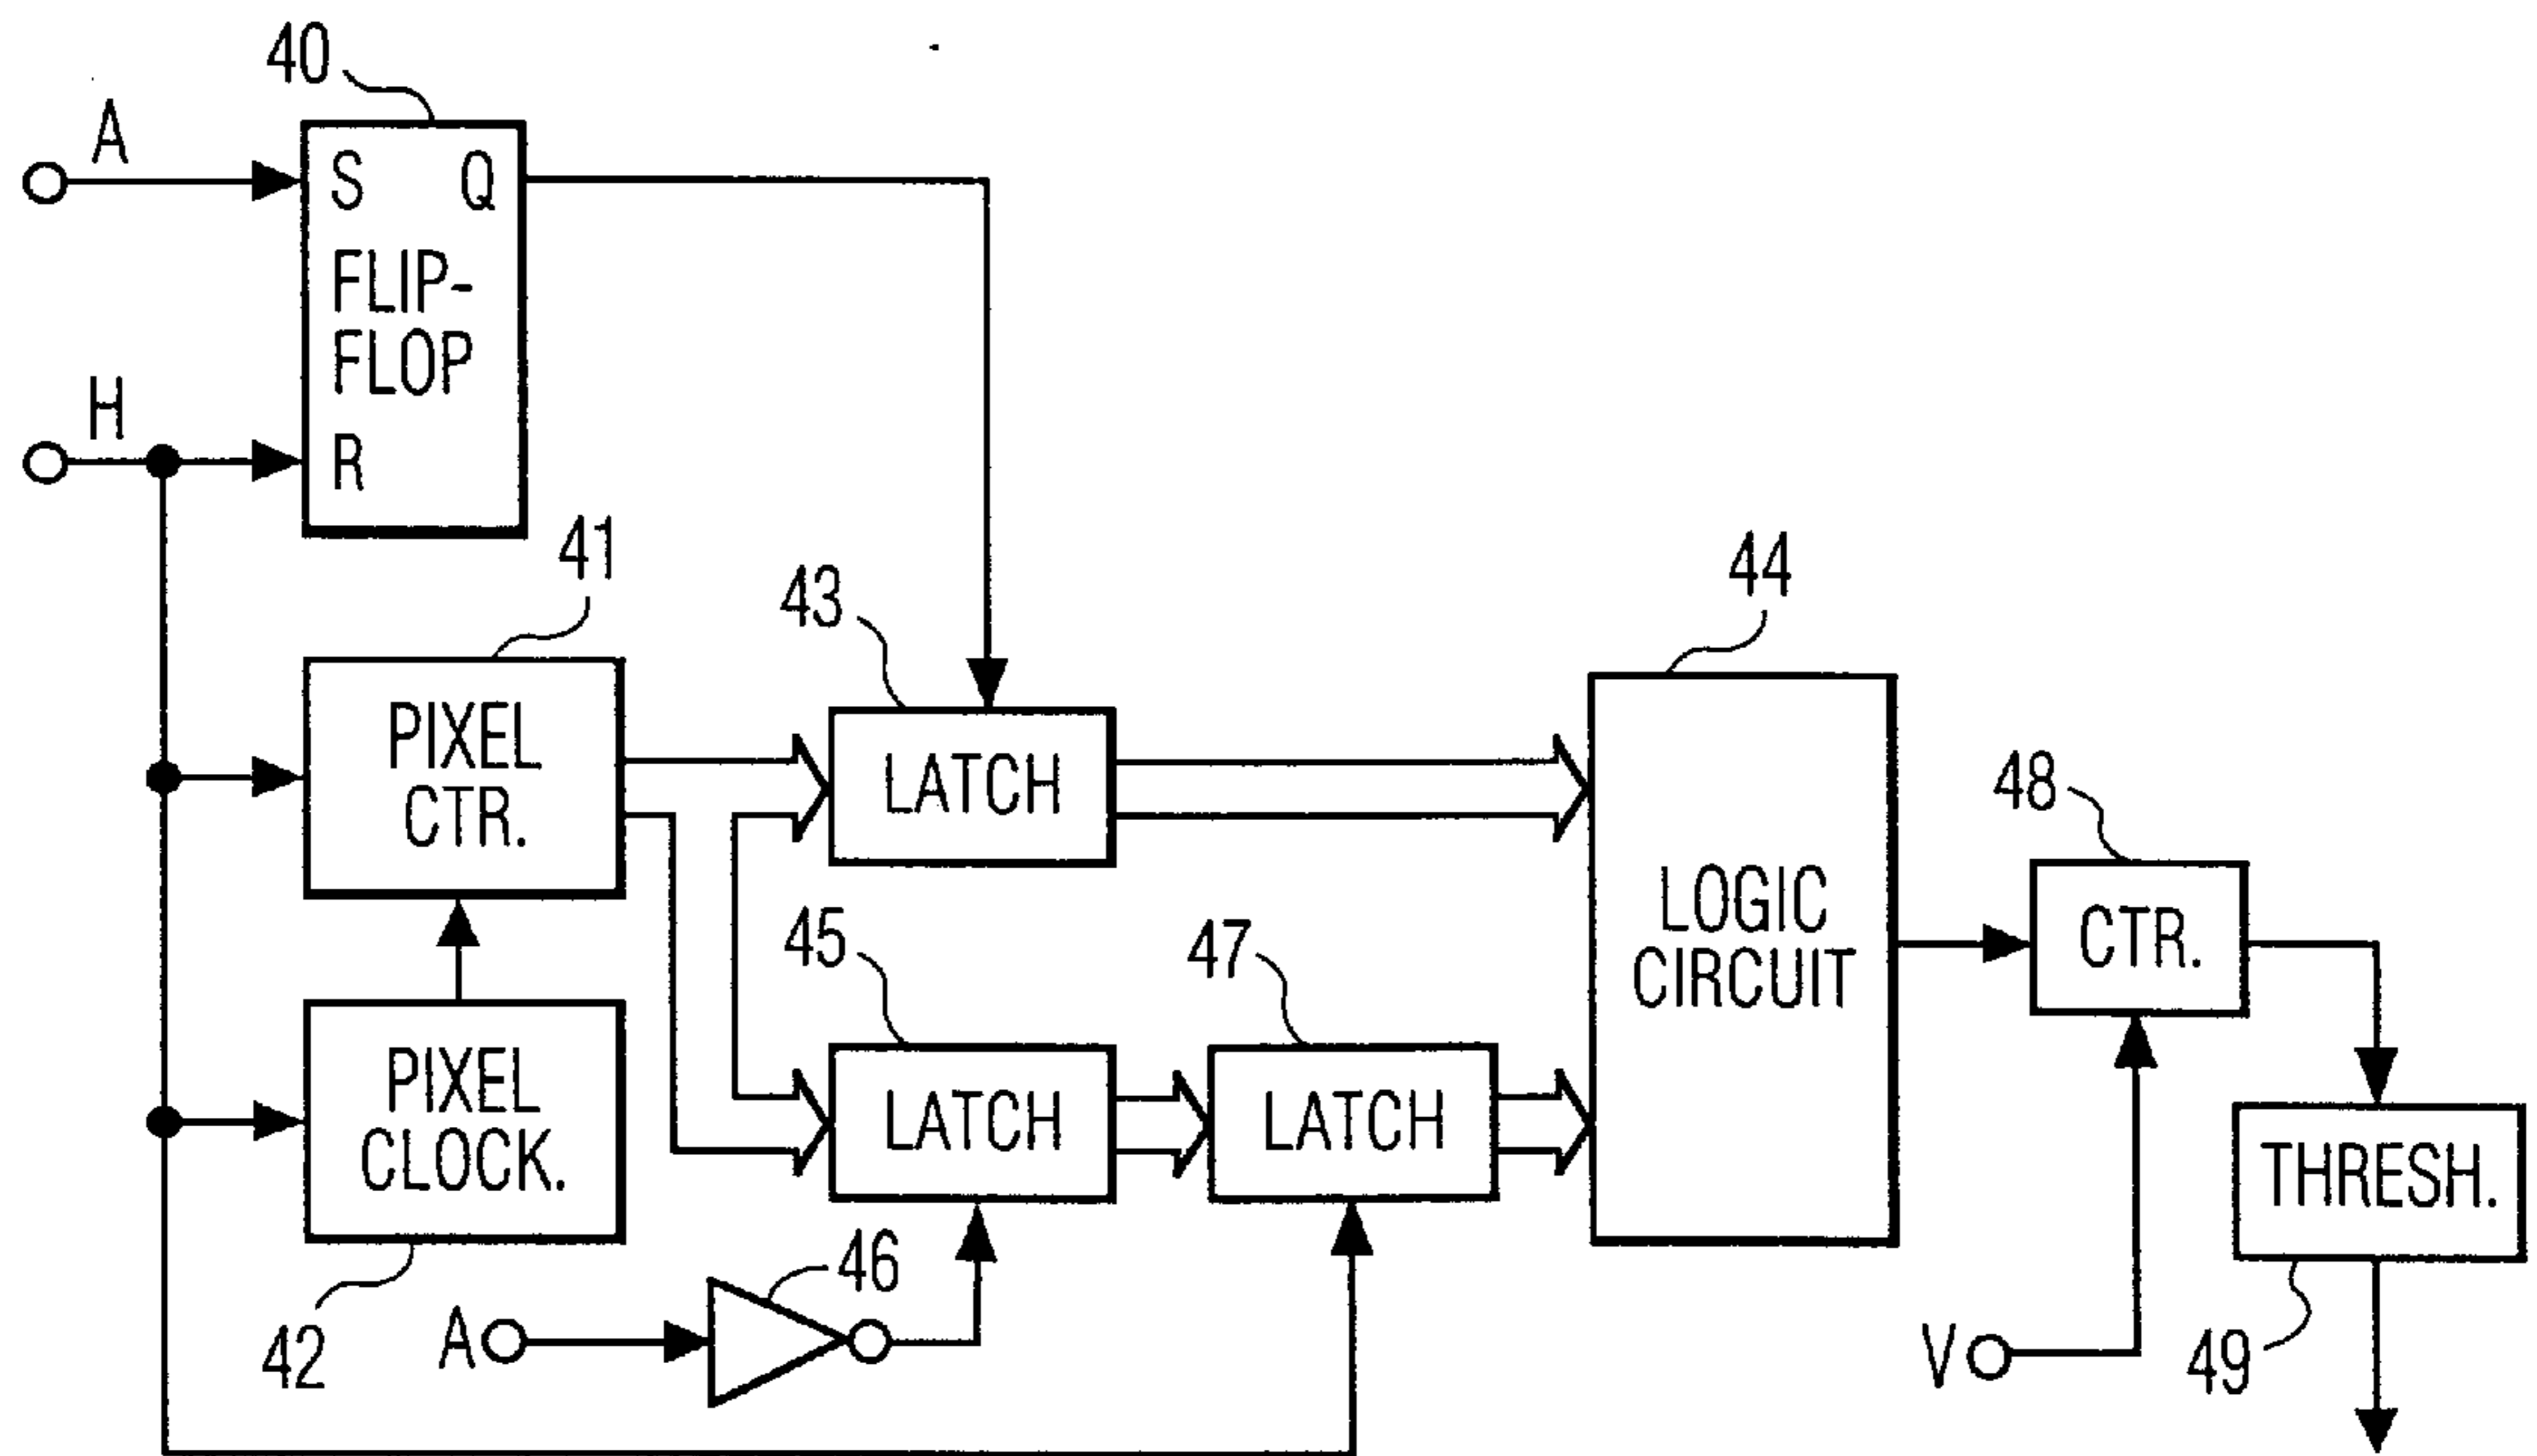 40
A
S Q
FLIP-
FLOP
H
R
41
43
44
PIXEL
CTR.
LATCH
48
LOGIC
CIRCUIT
CTR.
45
47
PIXEL
CLOCK.
LATCH
LATCH
THRESH.
46
42
A
V
49